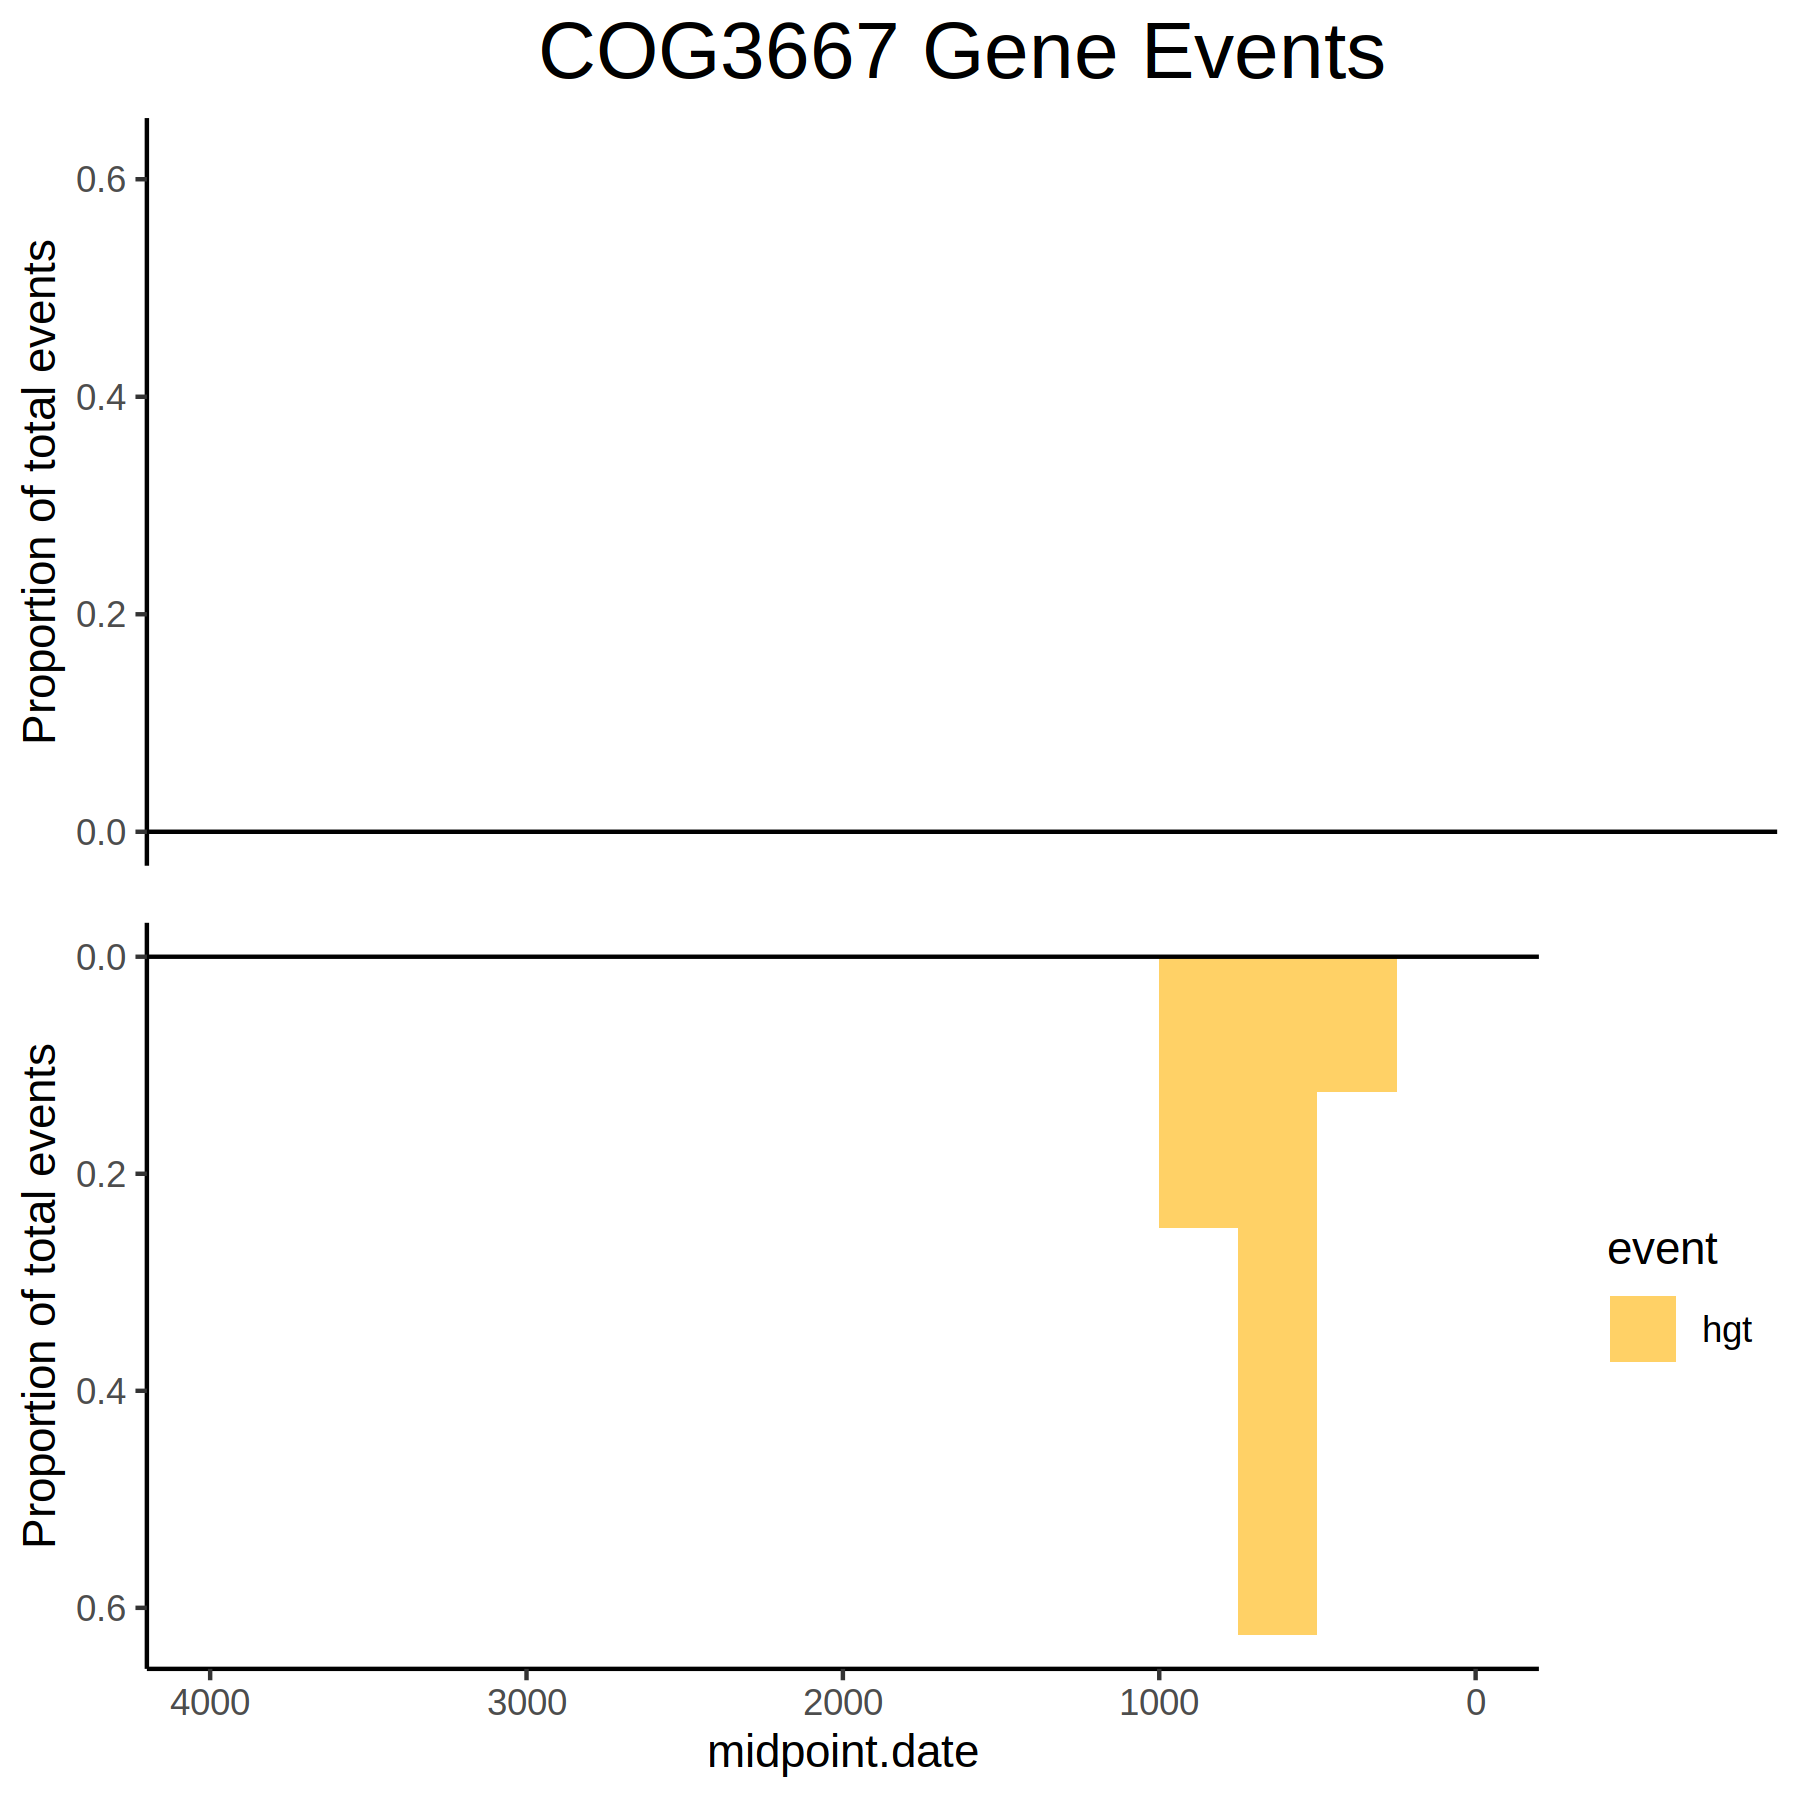 COG3667 Gene Events
Proportion of total events
0.6
0.4
0.2
0.0
Proportion of total events
0.0
0.2
0.4
0.6
4000
3000
2000
1000
0
midpoint.date
event
hgt